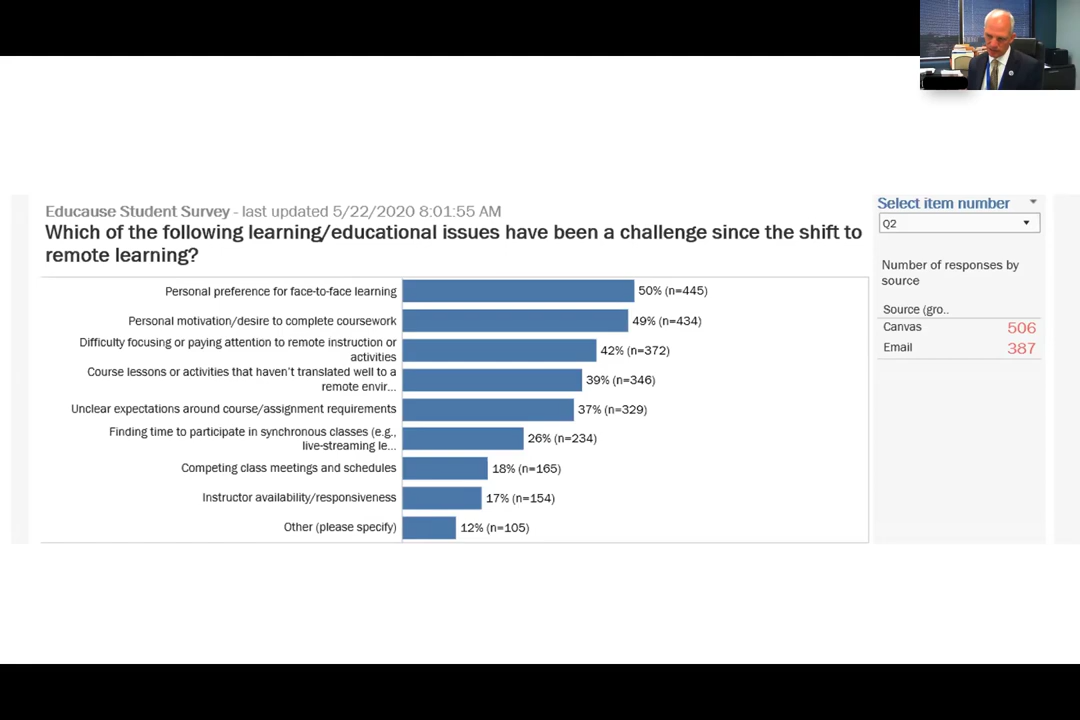 Educause Student Survey - last updated 5/22/2020 8:01:55 AM
Which of the following learning/educational issues have been a challenge since the shift to
remote learning?
Personal preference for face-to-face learning 50% (n=445)
Personal motivation/desire to complete coursework 49% (n=434)
Difficulty focusing or paying attention to remote instruction or
activities 42% (n=372)
Course lessons or activities that haven't translated well to a
remote envir... 39% (n=346)
Unclear expectations around course/assignment requirements 37% (n=329)
Finding time to participate in synchronous classes (e.g.,
live-streaming le... 26% (n=234)
Competing class meetings and schedules 18% (n=165)
Instructor availability/responsiveness 17% (n=154)
Other (please specify) 12% (n=105)
Select item number
Q2
Number of responses by
source
Source (gro..
Canvas 506
Email 387